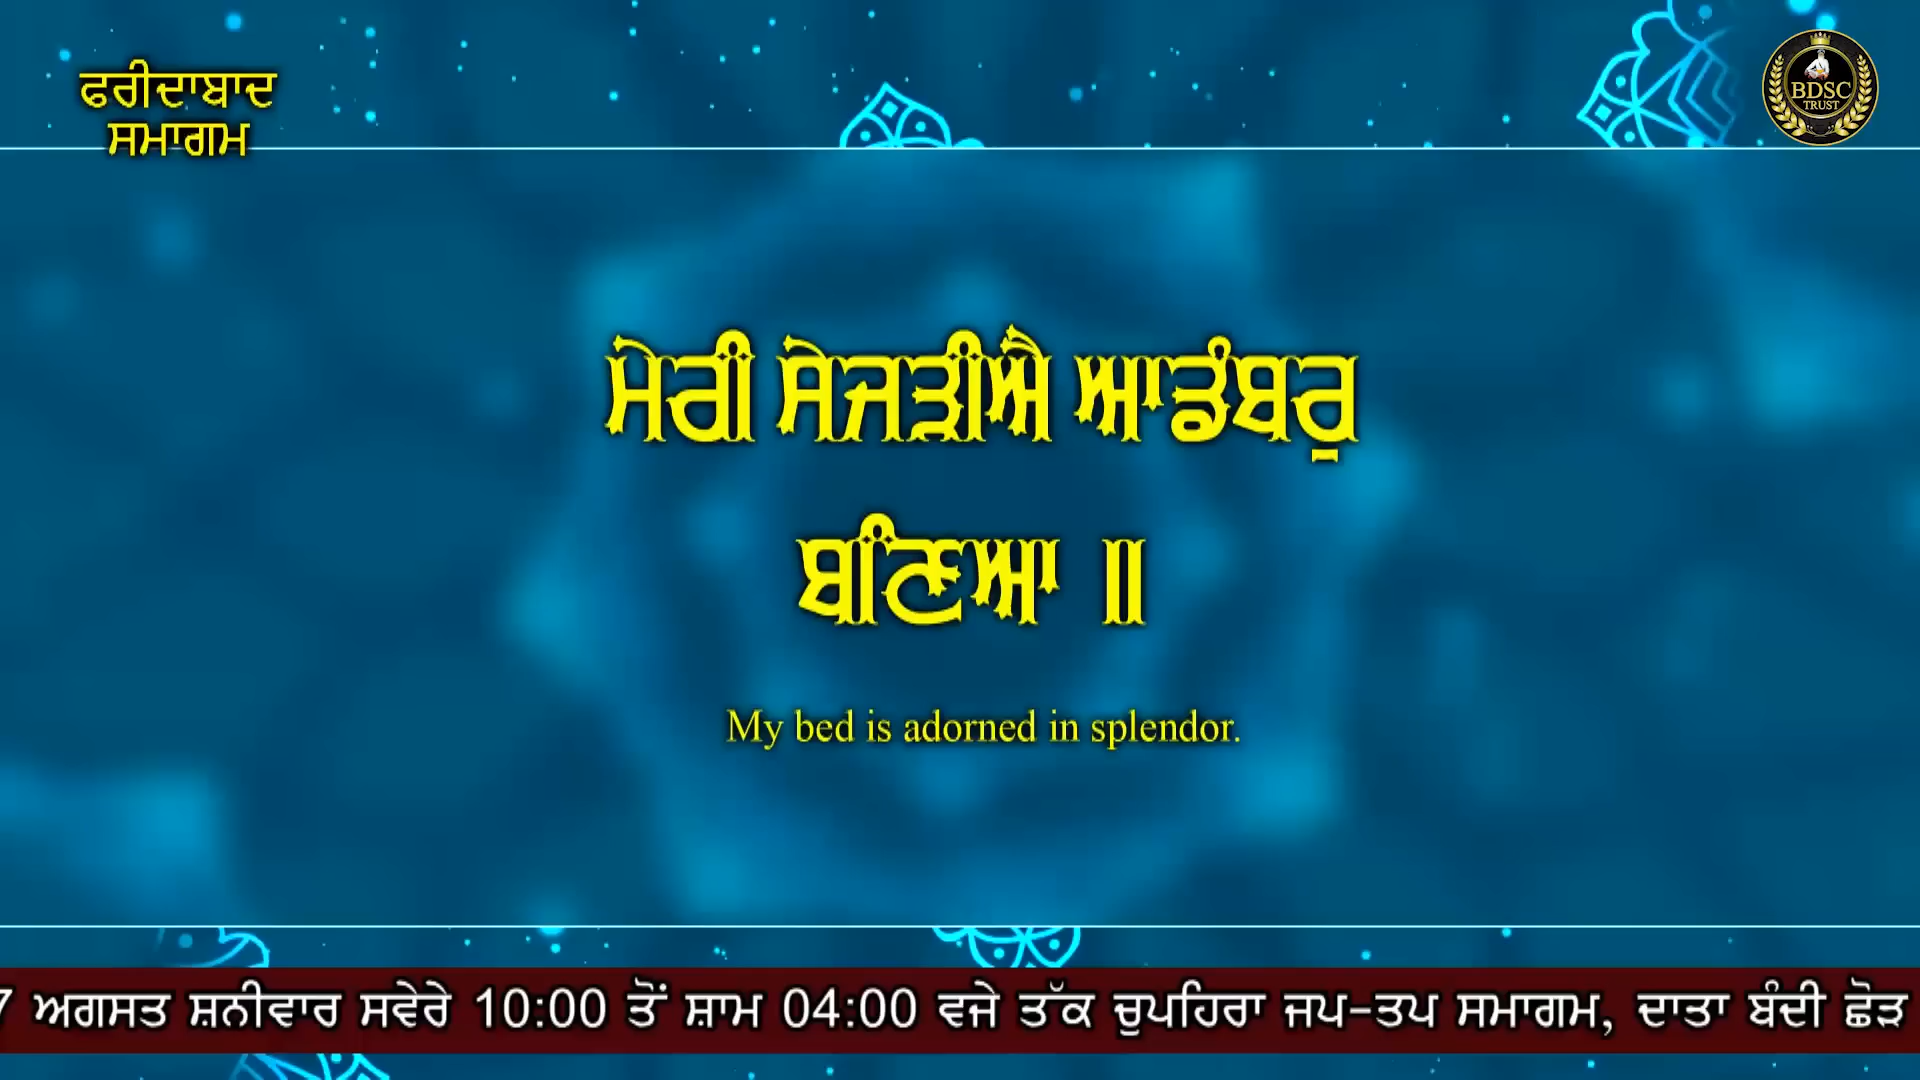 ਫਰੀਦਾਬਾਦ
ਸਮਾਗਮ
BDSC
TRUST
ਮੇਰੀ ਸੇਜੜੀਐ ਆਡੰਬਰੁ
ਬਣਿਆ ॥
My bed is adorned in splendor.
7 ਅਗਸਤ ਸ਼ਨੀਵਾਰ ਸਵੇਰੇ 10:00 ਤੋਂ ਸ਼ਾਮ 04:00 ਵਜੇ ਤੱਕ ਚੁਪਹਿਰਾ ਜਪ-ਤਪ ਸਮਾਗਮ, ਦਾਤਾ ਬੰਦੀ ਛੋੜ